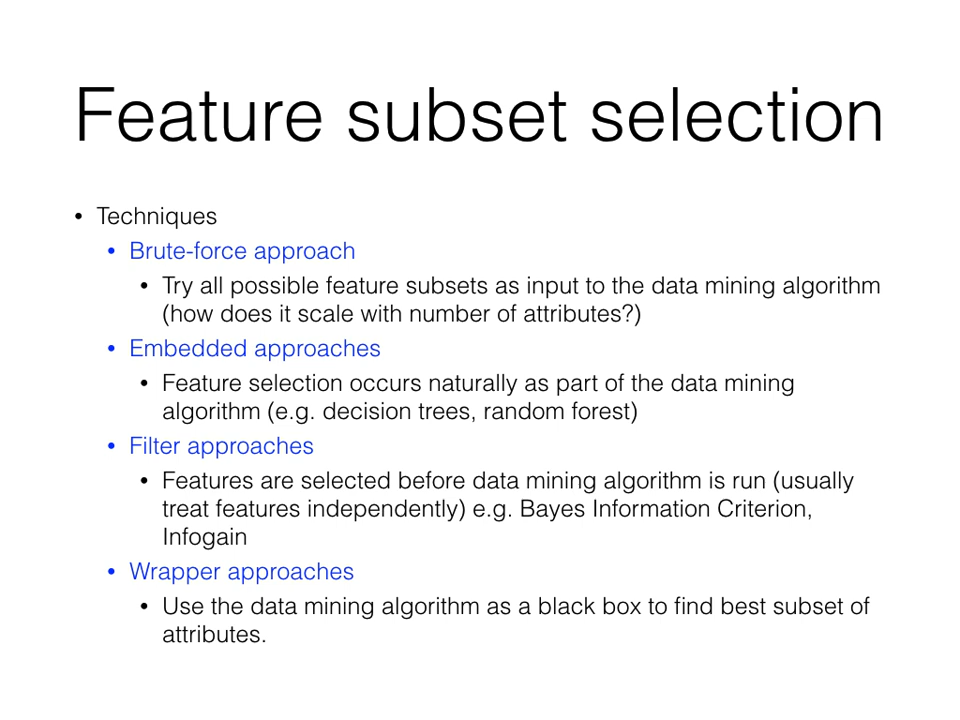 Feature subset selection
• Techniques
• Brute-force approach
• Try all possible feature subsets as input to the data mining algorithm
(how does it scale with number of attributes?)
• Embedded approaches
• Feature selection occurs naturally as part of the data mining
algorithm (e.g. decision trees, random forest)
• Filter approaches
• Features are selected before data mining algorithm is run (usually
treat features independently) e.g. Bayes Information Criterion,
Infogain
• Wrapper approaches
• Use the data mining algorithm as a black box to find best subset of
attributes.